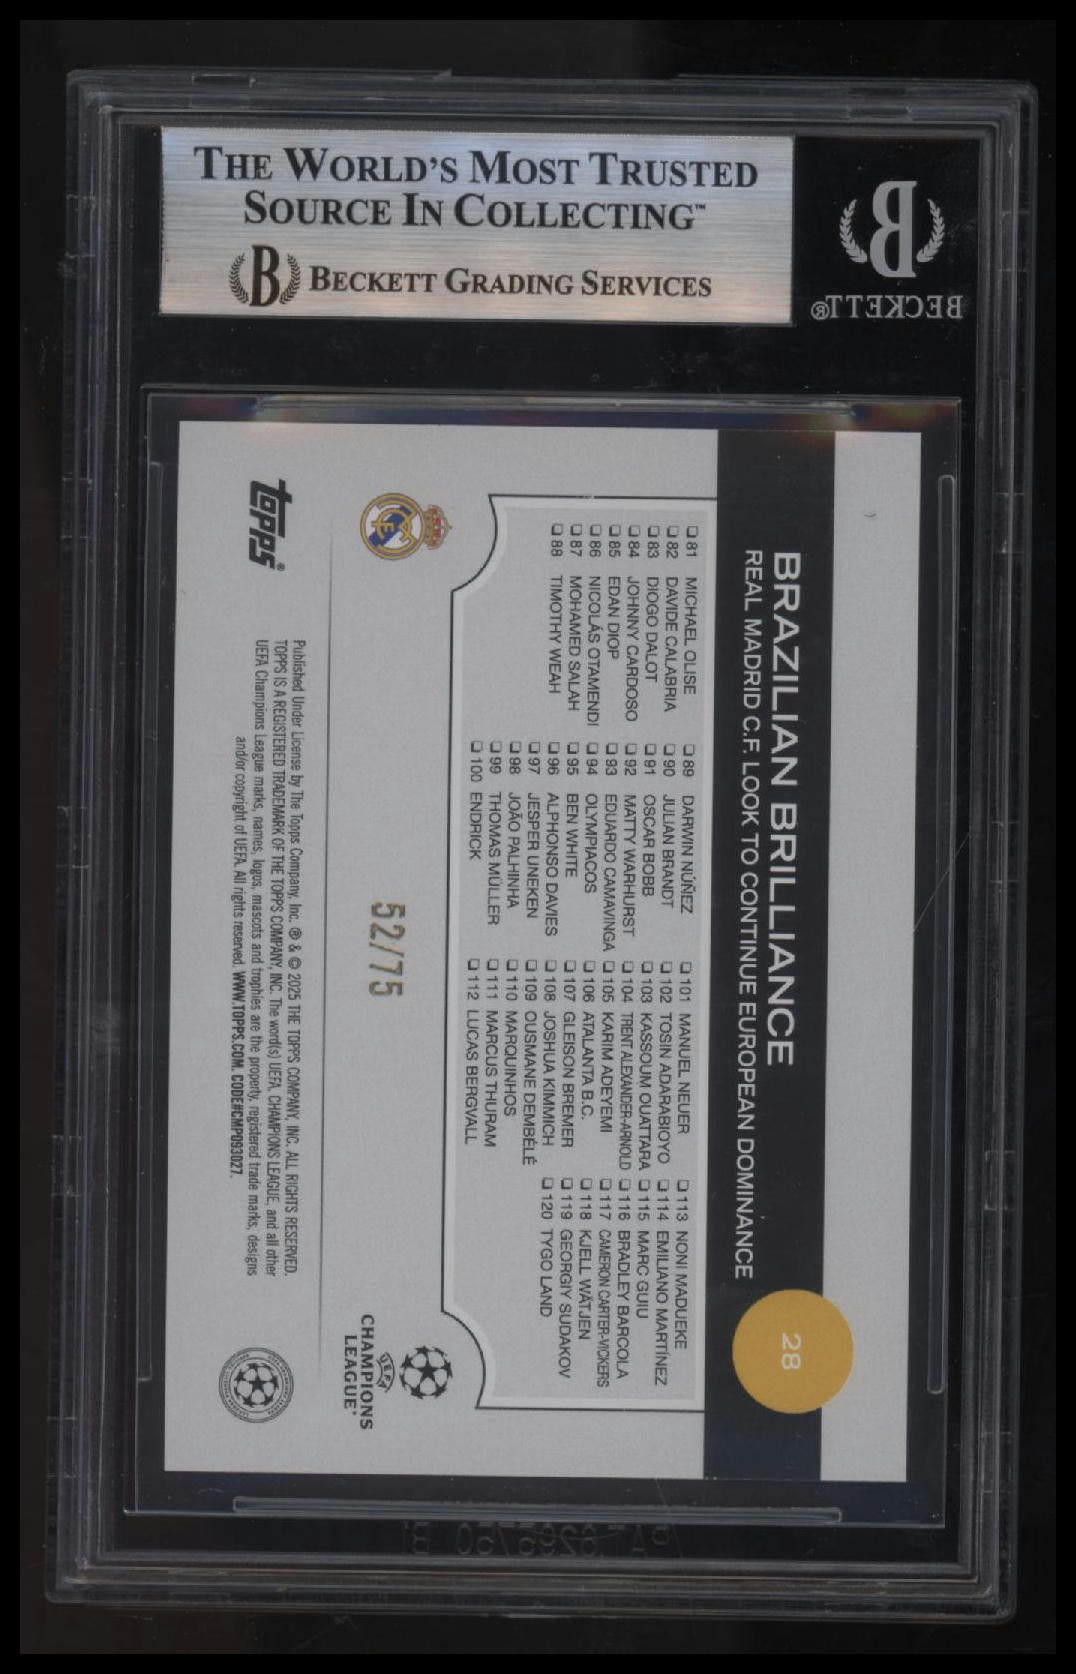 THE WORLD'S MOST TRUSTED
SOURCE IN COLLECTING™
B BECKETT GRADING SERVICES
B
BECKETT®
BRAZILIAN BRILLIANCE
REAL MADRID C.F. LOOK TO CONTINUE EUROPEAN DOMINANCE
28
81 MICHAEL OLISE
82 DAVIDE CALABRIA
83 DIOGO DALOT
84 JOHNNY CARDOSO
85 EDAN DIOP
86 NICOLÁS OTAMENDI
87 MOHAMED SALAH
88 TIMOTHY WEAH
89 DARWIN NÚÑEZ
90 JULIAN BRANDT
91 OSCAR BOBB
92 MATTY WARHURST
93 EDUARDO CAMAVINGA
94 OLYMPIACOS
95 BEN WHITE
96 ALPHONSO DAVIES
97 JESPER UNEKEN
98 JOÃO PALHINHA
99 THOMAS MÜLLER
100 ENDRICK
101 MANUEL NEUER
102 TOSIN ADARABIOYO
103 KASSOUM OUATTARA
104 TRENT ALEXANDER-ARNOLD
105 KARIM ADEYEMI
106 ATALANTA B.C.
107 GLEISON BREMER
108 JOSHUA KIMMICH
109 OUSMANE DEMBÉLÉ
110 MARQUINHOS
111 MARCUS THURAM
112 LUCAS BERGVALL
113 NONI MADUEKE
114 EMILIANO MARTÍNEZ
115 MARC GUIU
116 BRADLEY BARCOLA
117 CAMERON CARTER-VICKERS
118 KJELL WÄTJEN
119 GEORGIY SUDAKOV
120 TYGO LAND
52/75
UEFA
CHAMPIONS
LEAGUE®
topps®
Published Under License by The Topps Company, Inc. ® & © 2025 THE TOPPS COMPANY, INC. ALL RIGHTS RESERVED.
TOPPS IS A REGISTERED TRADEMARK OF THE TOPPS COMPANY, INC. The word(s) UEFA, CHAMPIONS LEAGUE, and all other
UEFA Champions League marks, names, logos, mascots and trophies are the property, registered trade marks, designs
and/or copyright of UEFA. All rights reserved. WWW.TOPPS.COM. CODE#CMP093027.